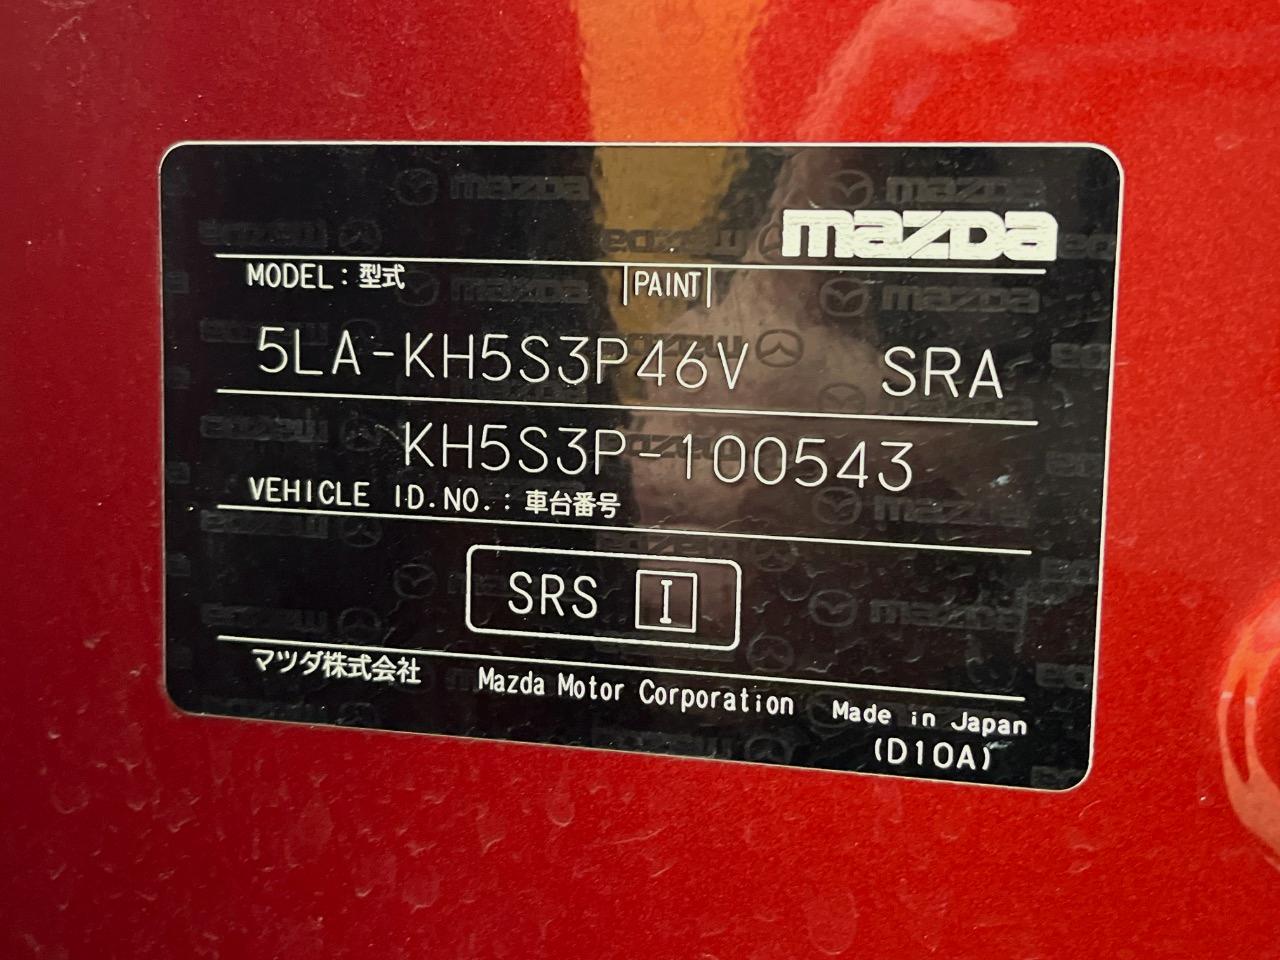 mazda
MODEL : 型式 PAINT
5LA-KH5S3P46V SRA
KH5S3P-100543
VEHICLE I.D.NO. : 車台番号
SRS I
マツダ株式会社 Mazda Motor Corporation Made in Japan
(D10A)